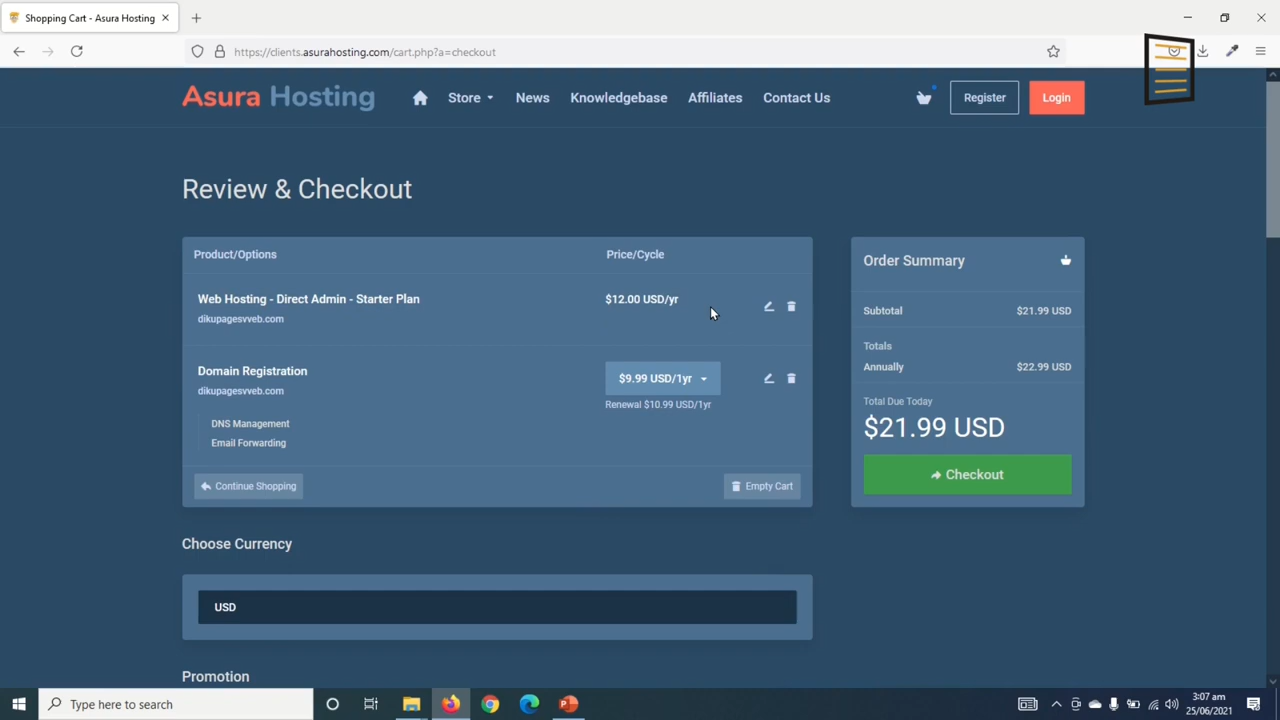 Shopping Cart - Asura Hosting
https://clients.asurahosting.com/cart.php?a=checkout
Asura Hosting
Store
News
Knowledgebase
Affiliates
Contact Us
Register
Login
Review & Checkout
Product/Options
Price/Cycle
Web Hosting - Direct Admin - Starter Plan
$12.00 USD/yr
dikupagesvveb.com
Domain Registration
$9.99 USD/1yr
dikupagesvveb.com
Renewal $10.99 USD/1yr
DNS Management
Email Forwarding
Continue Shopping
Empty Cart
Order Summary
Subtotal $21.99 USD
Totals
Annually $22.99 USD
Total Due Today
$21.99 USD
Checkout
Choose Currency
USD
Promotion
Type here to search
3:07 am
25/06/2021